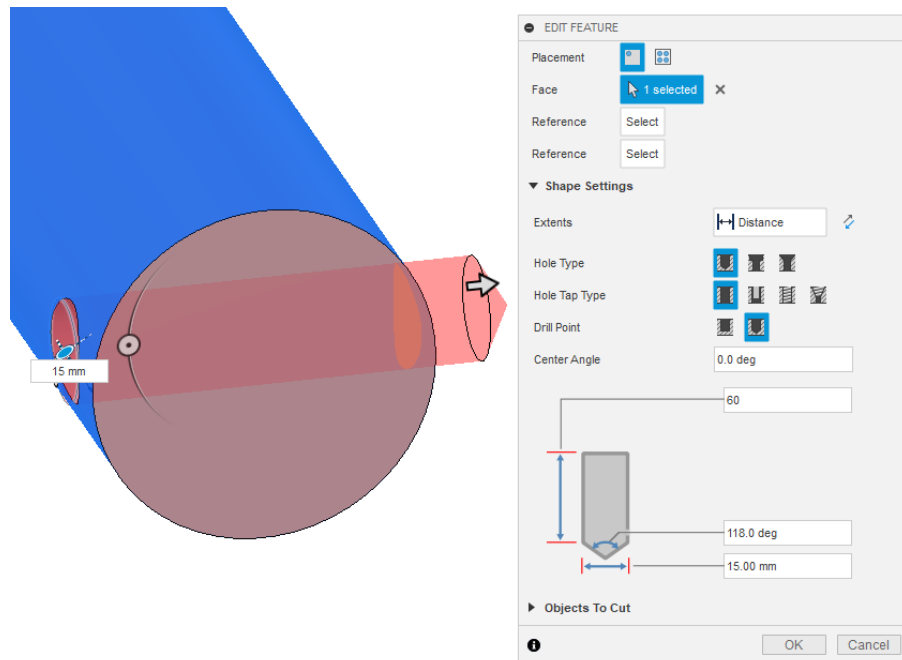 EDIT FEATURE
Placement
Face
1 selected
Reference
Select
Reference
Select
Shape Settings
Extents
Distance
Hole Type
Hole Tap Type
Drill Point
Center Angle
0.0 deg
60
118.0 deg
15.00 mm
Objects To Cut
OK
Cancel
15 mm